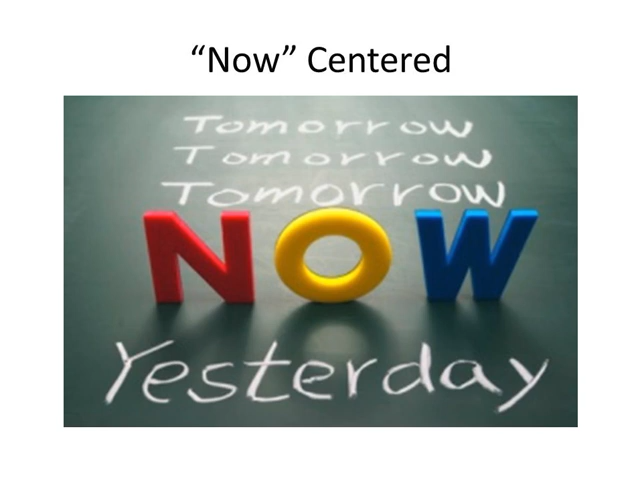 “Now” Centered
Tomorrow
Tomorrow
Tomorrow
NOW
Yesterday